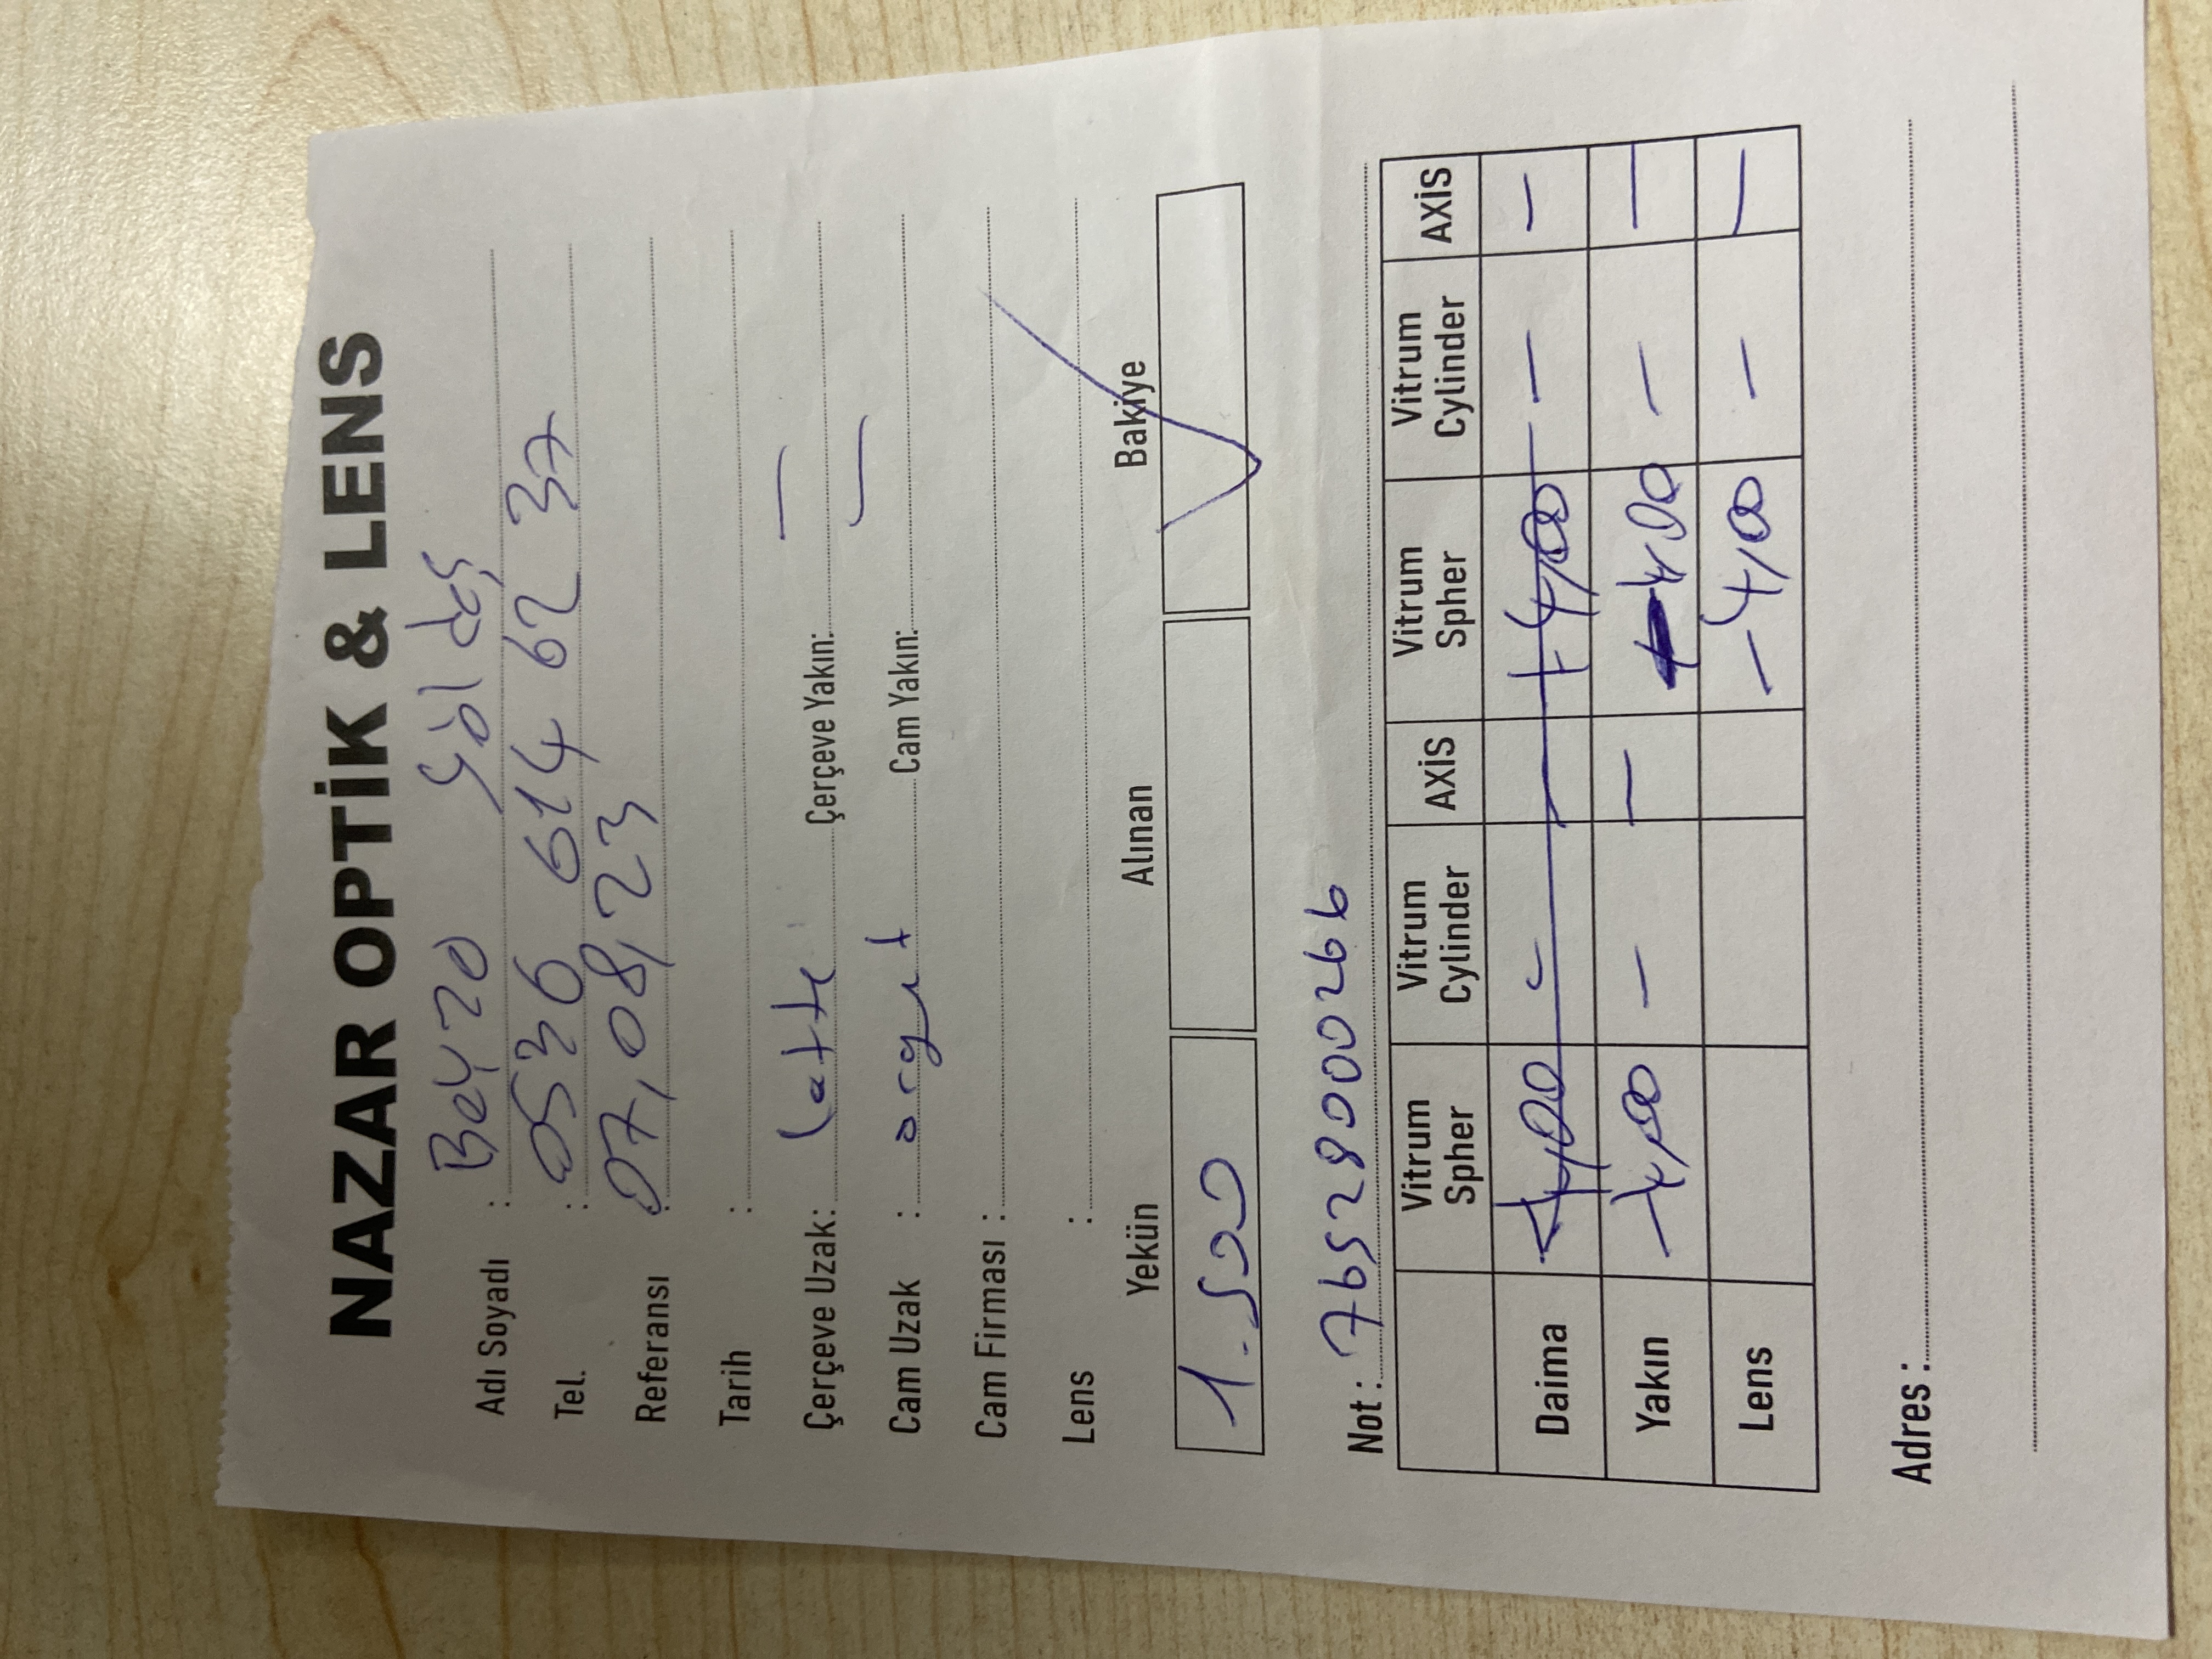 NAZAR OPTİK & LENS
Adı Soyadı : Beyza
Tel. : 0536 614 62 37
Referansı : 07,08,23
Tarih :
Çerçeve Uzak: latte Çerçeve Yakın: —
Cam Uzak : Cam Yakın: —
Cam Firması :
Lens :
Yekün Alınan Bakiye
1.500 ✓
Not : 76528000266
Vitrum Spher Vitrum Cylinder AXİS Vitrum Spher Vitrum Cylinder AXİS
Daima 4,00 - — +4,00 — —
Yakın -4,00 — — 4,00 — —
Lens -4,00 — —
Adres :